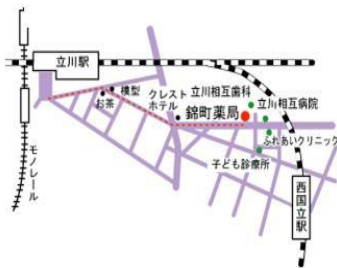 立川駅
模型
お茶
クレスト
ホテル
立川相互歯科
錦町薬局
立川相互病院
ふれあいクリニック
子ども診療所
西国立駅
モノレール